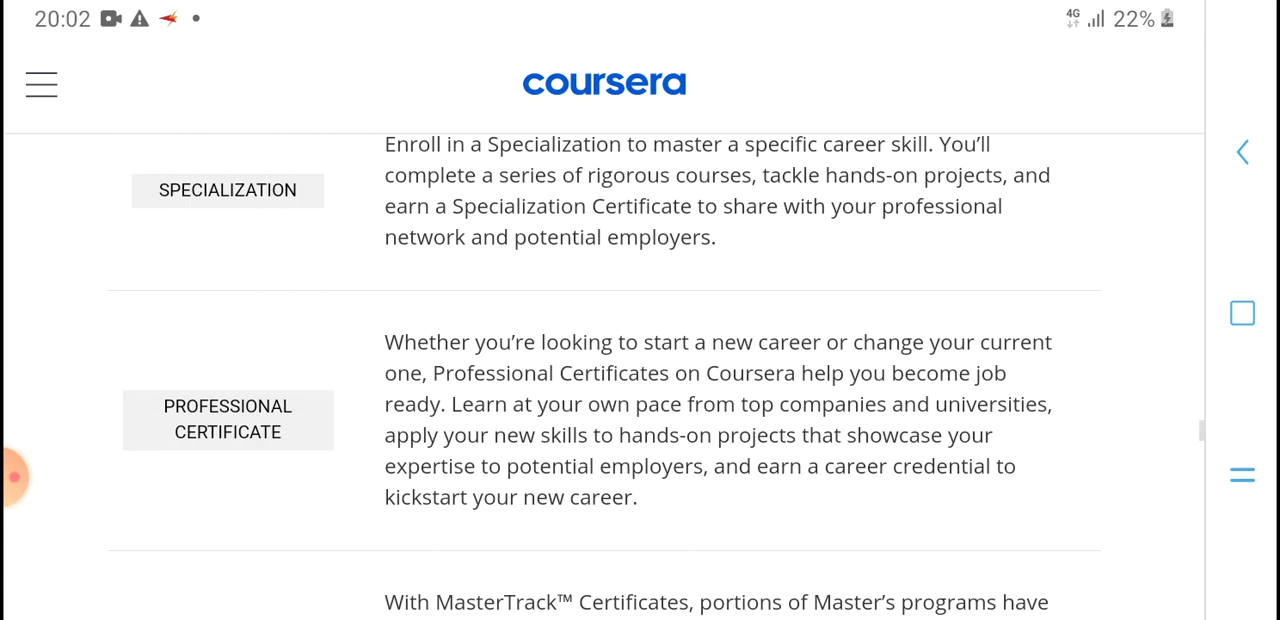 20:02
4G 22%
coursera
Enroll in a Specialization to master a specific career skill. You’ll
SPECIALIZATION
complete a series of rigorous courses, tackle hands-on projects, and
earn a Specialization Certificate to share with your professional
network and potential employers.
Whether you’re looking to start a new career or change your current
one, Professional Certificates on Coursera help you become job
PROFESSIONAL
CERTIFICATE
ready. Learn at your own pace from top companies and universities,
apply your new skills to hands-on projects that showcase your
expertise to potential employers, and earn a career credential to
kickstart your new career.
With MasterTrack™ Certificates, portions of Master’s programs have